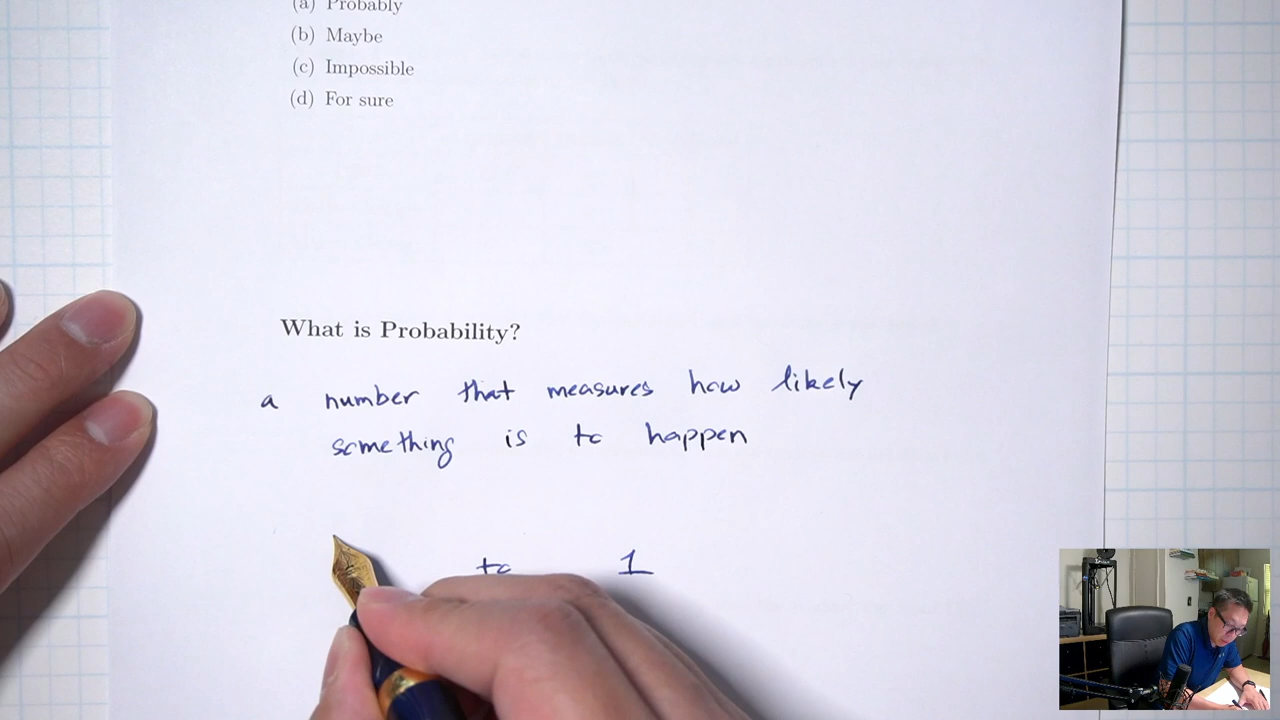 (a) Probably
(b) Maybe
(c) Impossible
(d) For sure
What is Probability?
a number that measures how likely
something is to happen
to 1